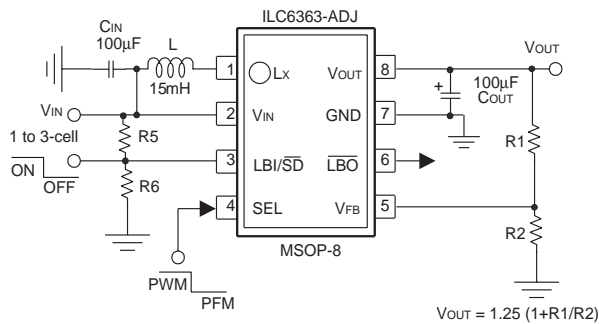 ILC6363-ADJ
CIN
100µF
L
15mH
1
LX
VOUT
8
VOUT
100µF
COUT
+
VIN
2
VIN
GND
7
1 to 3-cell
R5
R1
ON
OFF
3
LBI/SD
LBO
6
R6
4
SEL
VFB
5
R2
MSOP-8
PWM
PFM
VOUT = 1.25 (1+R1/R2)